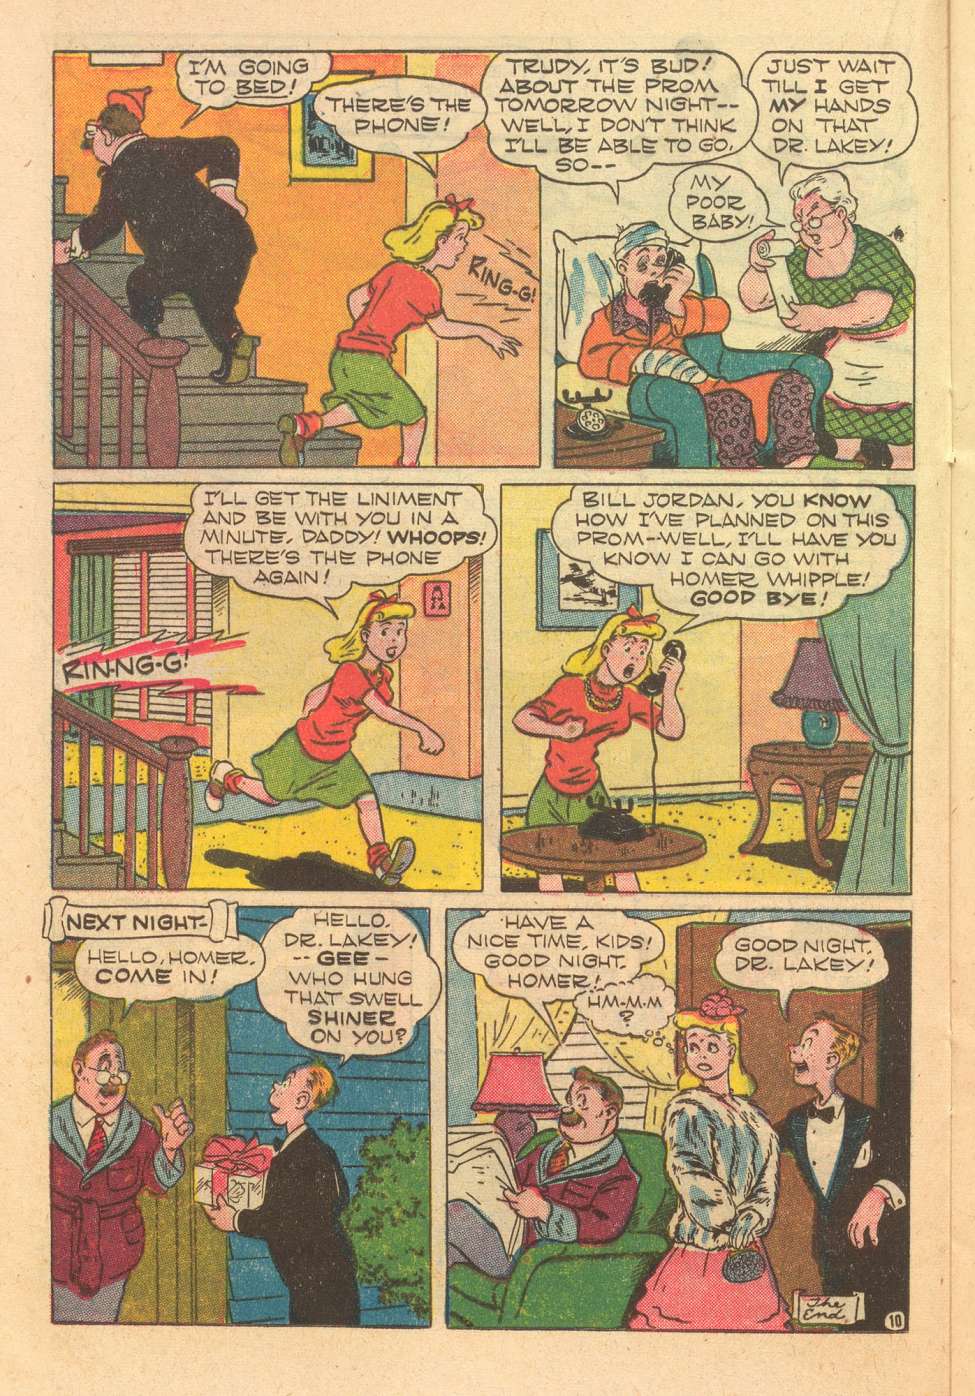 I'M GOING
TO BED!
THERE'S THE
PHONE!
RING-G!
TRUDY, IT'S BUD!
ABOUT THE PROM
TOMORROW NIGHT--
WELL, I DON'T THINK
I'LL BE ABLE TO GO,
SO--
MY
POOR
BABY!
JUST WAIT
TILL I GET
MY HANDS
ON THAT
DR. LAKEY!
I'LL GET THE LINIMENT
AND BE WITH YOU IN A
MINUTE, DADDY! WHOOPS!
THERE'S THE PHONE
AGAIN!
RIN-NG-G!
BILL JORDAN, YOU KNOW
HOW I'VE PLANNED ON THIS
PROM--WELL, I'LL HAVE YOU
KNOW I CAN GO WITH
HOMER WHIPPLE!
GOOD BYE!
NEXT NIGHT-
HELLO, HOMER,
COME IN!
HELLO,
DR. LAKEY!
--GEE-
WHO HUNG
THAT SWELL
SHINER
ON YOU?
HAVE A
NICE TIME, KIDS!
GOOD NIGHT,
HOMER!
HM-M-M
?
GOOD NIGHT,
DR. LAKEY!
The
End.
10